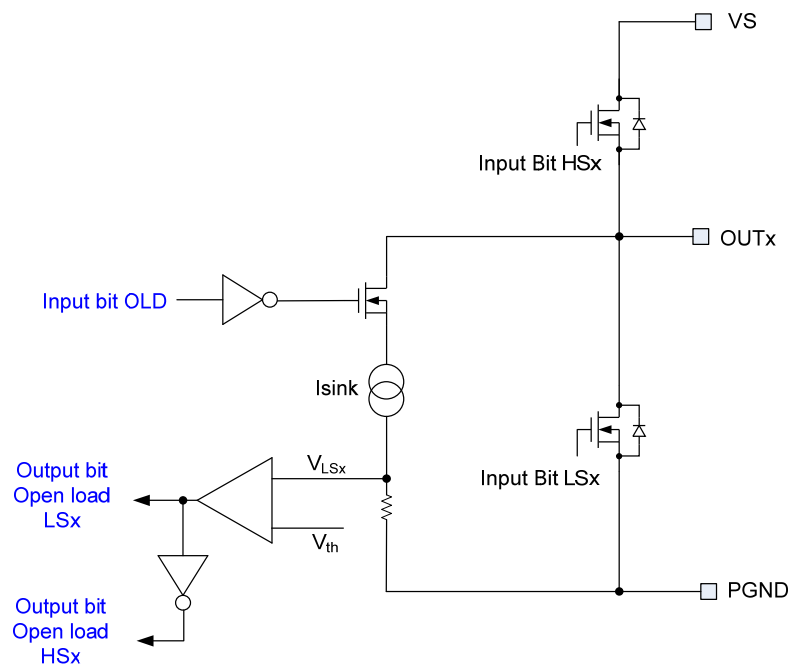 VS
Input Bit HSx
OUTx
Input bit OLD
Isink
Output bit
Open load
LSx
VLSx
Input Bit LSx
Vth
PGND
Output bit
Open load
HSx